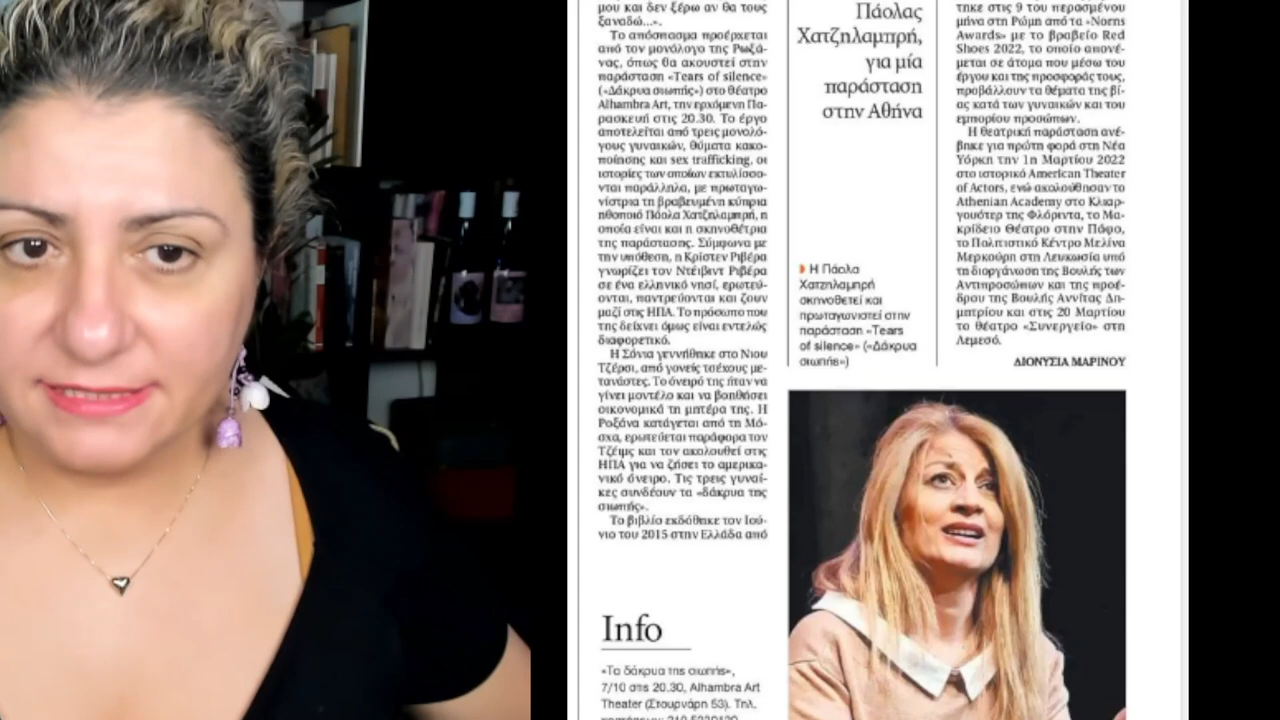 μου και δεν ξέρω αν θα τους
ξαναδώ...».
Το απόσπασμα προέρχεται
από τον μονόλογο της Ρωξά-
νας, όπως θα ακουστεί στην
παράσταση «Tears of silence»
(«Δάκρυα σιωπής») στο θέατρο
Alhambra Art, την ερχόμενη Πα-
ρασκευή στις 20.30. Το έργο
αποτελείται από τρεις μονολό-
γους γυναικών, θύματα κακο-
ποίησης και sex trafficking, οι
ιστορίες των οποίων εκτυλίσσο-
νται παράλληλα, με πρωταγω-
νίστρια τη βραβευμένη κύπρια
ηθοποιό Πάολα Χατζηλαμπρή, η
οποία είναι και η σκηνοθέτρια
της παράστασης. Σύμφωνα με
την υπόθεση, η Κρίστεν Ριβέρα
γνωρίζει τον Ντέιβιντ Ριβέρα
σε ένα ελληνικό νησί, ερωτεύ-
ονται, παντρεύονται και ζουν
μαζί στις ΗΠΑ. Το πρόσωπο που
της δείχνει όμως είναι εντελώς
διαφορετικό.
Η Σόνια γεννήθηκε στο Νιου
Τζέρσι, από γονείς τσέχους με-
τανάστες. Το όνειρό της ήταν να
γίνει μοντέλο και να βοηθήσει
οικονομικά τη μητέρα της. Η
Ροξάνα κατάγεται από τη Μό-
σχα, ερωτεύεται παράφορα τον
Τζέιμς και τον ακολουθεί στις
ΗΠΑ για να ζήσει το αμερικα-
νικό όνειρο. Τις τρεις γυναί-
κες συνδέουν τα «δάκρυα της
σιωπής».
Το βιβλίο εκδόθηκε τον Ιού-
νιο του 2015 στην Ελλάδα από
Info
«Τα δάκρυα της σιωπής»,
7/10 στις 20.30, Alhambra Art
Theater (Στουρνάρη 53). Τηλ.
Πάολας
Χατζηλαμπρή,
για μία
παράσταση
στην Αθήνα
Η Πάολα
Χατζηλαμπρή
σκηνοθετεί και
πρωταγωνιστεί στην
παράσταση «Tears
of silence» («Δάκρυα
σιωπής»)
τηκε στις 9 του περασμένου
μήνα στη Ρώμη από τα «Norns
Awards» με το βραβείο Red
Shoes 2022, το οποίο απονέ-
μεται σε άτομα που μέσω του
έργου και της προσφοράς τους,
προβάλλουν τα θέματα της βί-
ας κατά των γυναικών και του
εμπορίου προσώπων.
Η θεατρική παράσταση ανέ-
βηκε για πρώτη φορά στη Νέα
Υόρκη την 1η Μαρτίου 2022
στο ιστορικό American Theater
of Actors, ενώ ακολούθησαν το
Athenian Academy στο Κλιαρ-
γουότερ της Φλόριντα, το Μα-
κρίδειο Θέατρο στην Πάφο,
το Πολιτιστικό Κέντρο Μελίνα
Μερκούρη στη Λευκωσία υπό
τη διοργάνωση της Βουλής των
Αντιπροσώπων και της προέ-
δρου της Βουλής Αννίτας Δη-
μητρίου και στις 20 Μαρτίου
το θέατρο «Συνεργείο» στη
Λεμεσό.
ΔΙΟΝΥΣΙΑ ΜΑΡΙΝΟΥ